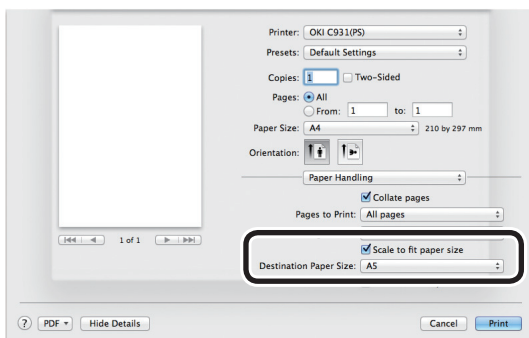 Printer: OKI C931(PS)
Presets: Default Settings
Copies: 1 Two-Sided
Pages: All
From: 1 to: 1
Paper Size: A4 210 by 297 mm
Orientation:
Paper Handling
Collate pages
Pages to Print: All pages
1 of 1
Scale to fit paper size
Destination Paper Size: A5
? PDF Hide Details Cancel Print